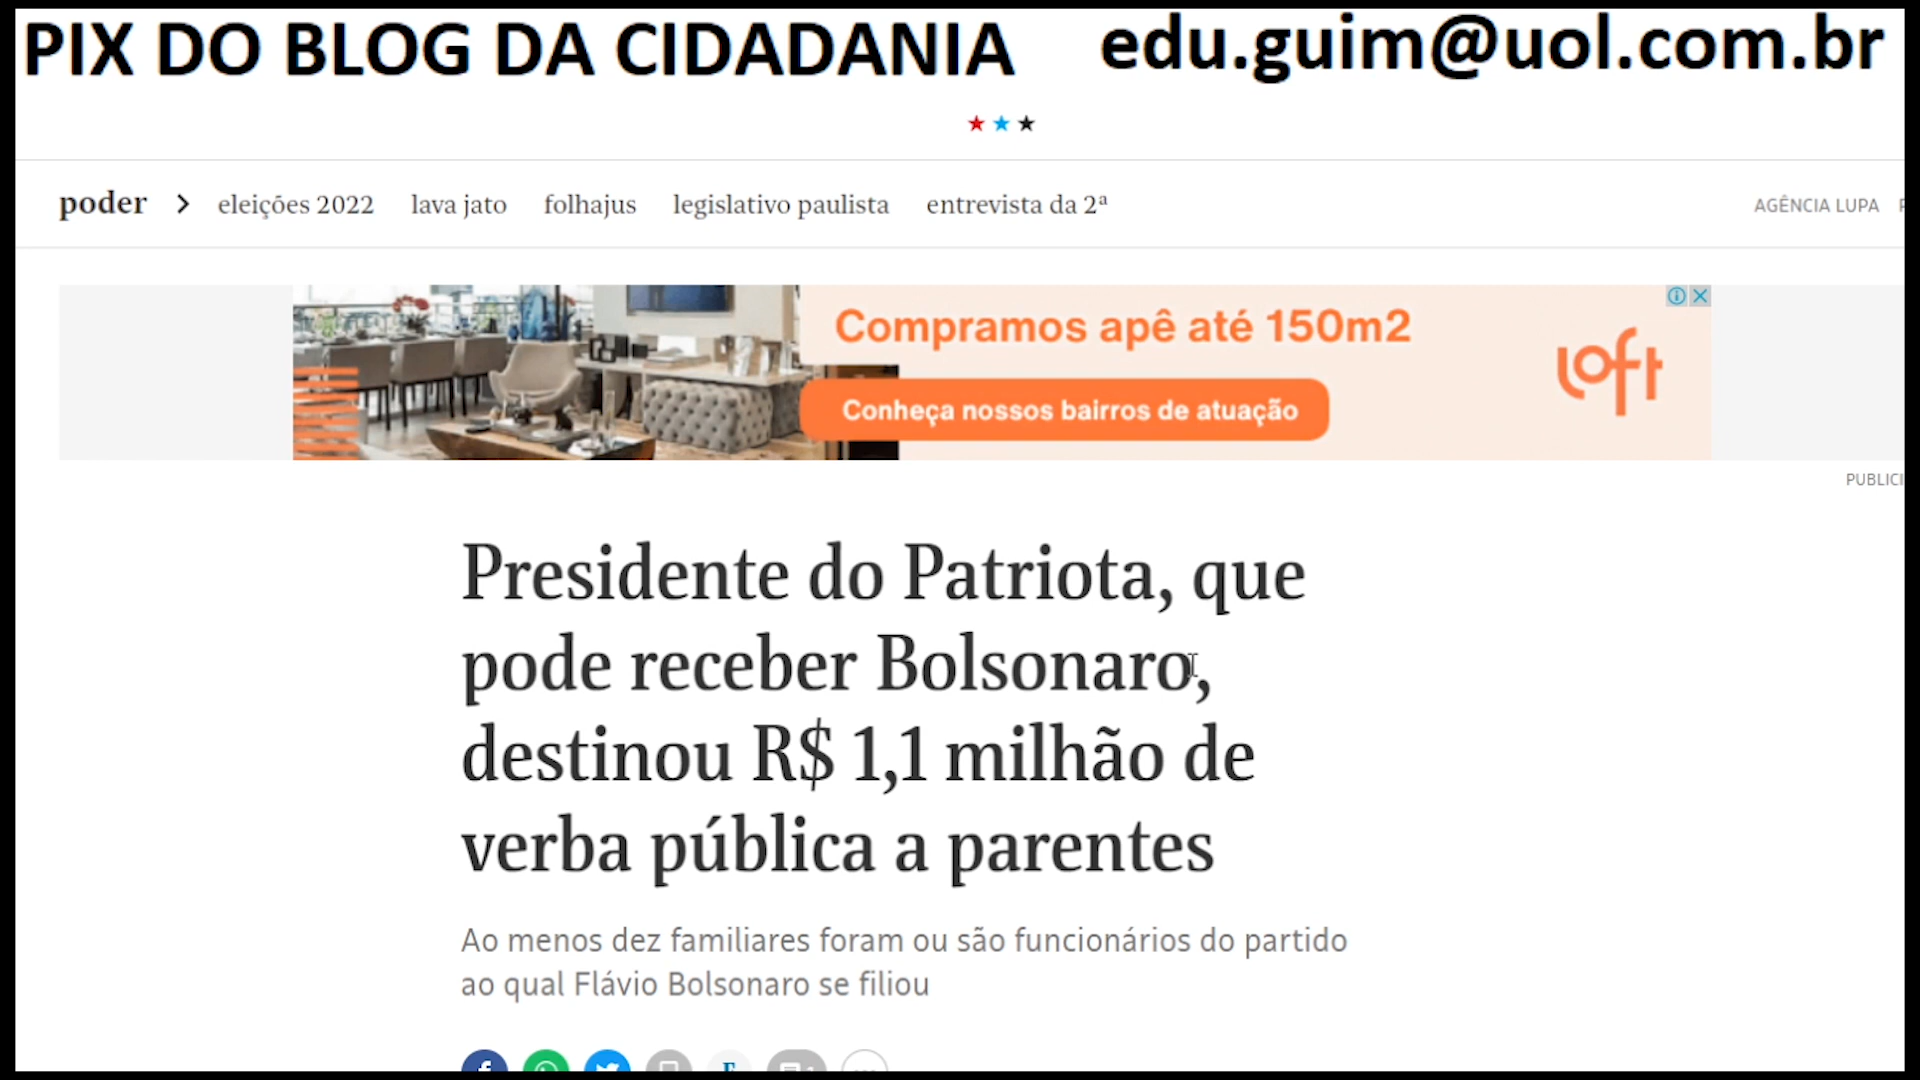 PIX DO BLOG DA CIDADANIA edu.guim@uol.com.br
poder eleições 2022 lava jato folhajus legislativo paulista entrevista da 2ª AGÊNCIA LUPA
Compramos apê até 150m2
Conheça nossos bairros de atuação
loft
PUBLICI
Presidente do Patriota, que
pode receber Bolsonaro,
destinou R$ 1,1 milhão de
verba pública a parentes
Ao menos dez familiares foram ou são funcionários do partido
ao qual Flávio Bolsonaro se filiou